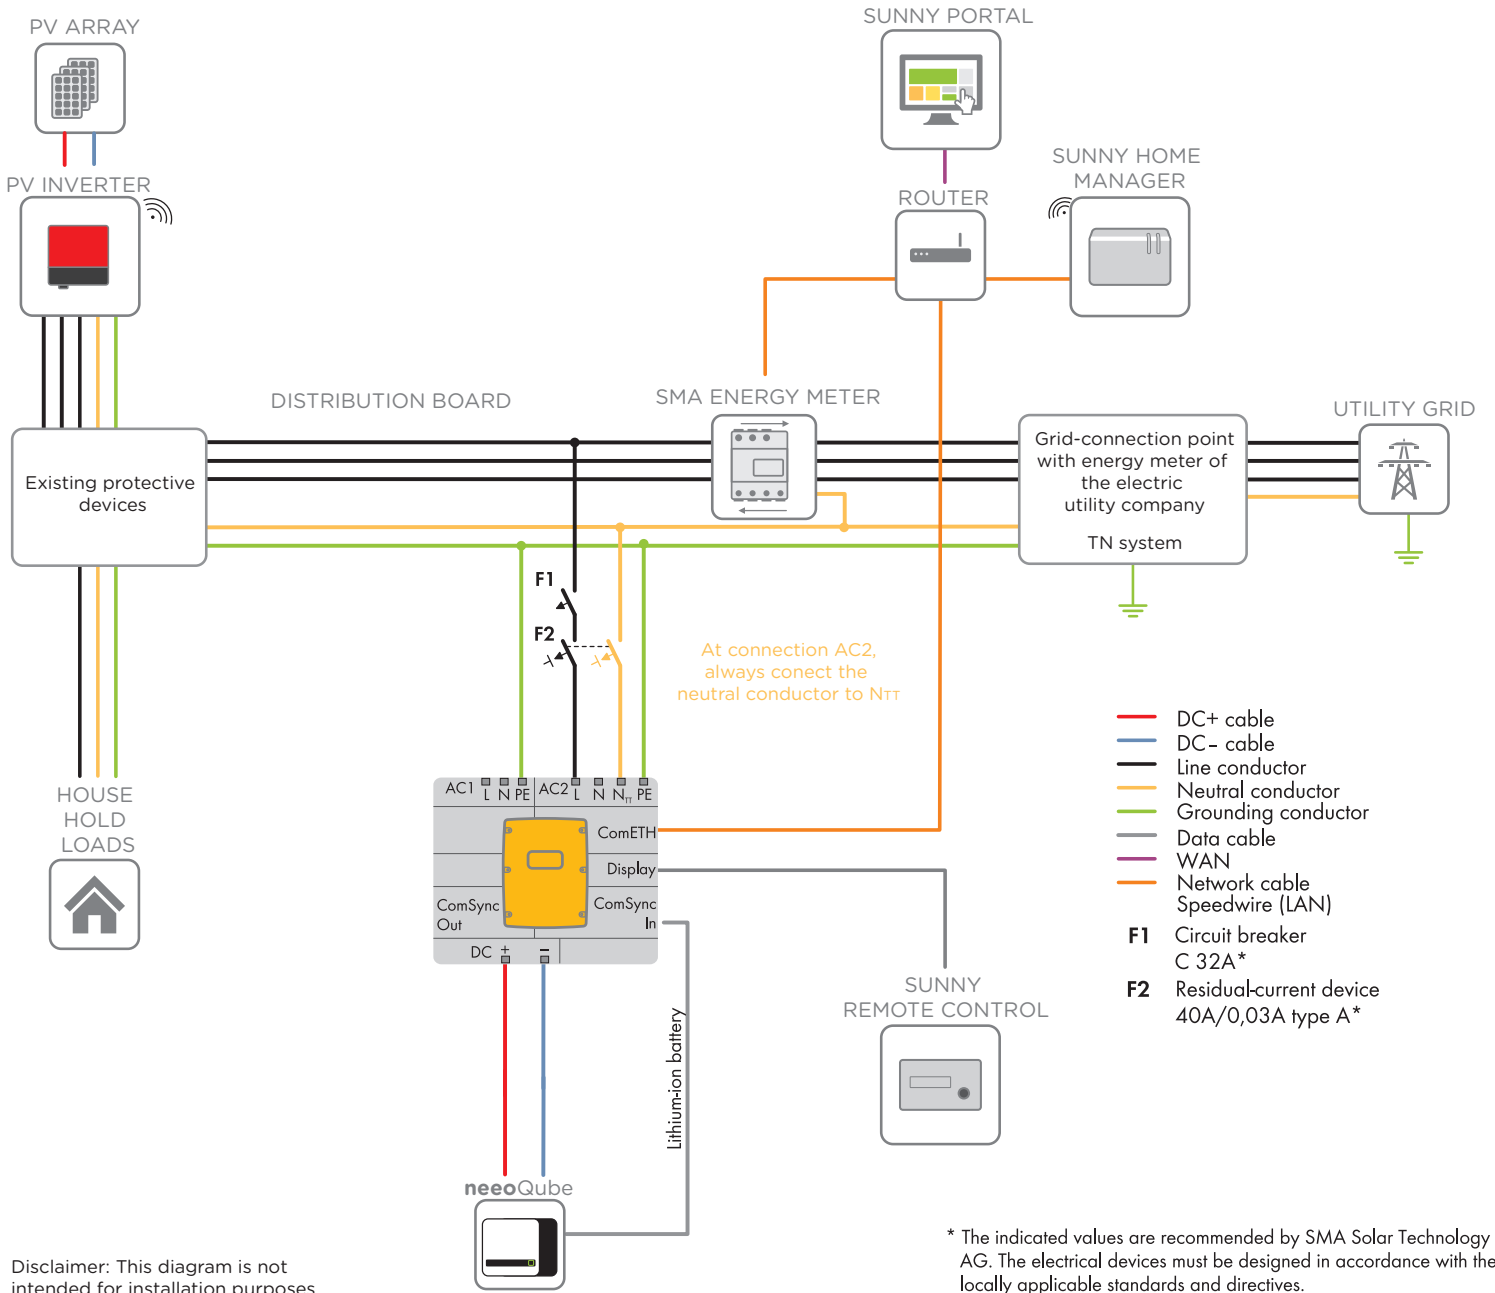 PV ARRAY
SUNNY PORTAL
PV INVERTER
SUNNY HOME
MANAGER
ROUTER
DISTRIBUTION BOARD
SMA ENERGY METER
UTILITY GRID
Existing protective
devices
Grid-connection point
with energy meter of
the electric
utility company
TN system
F1
F2
At connection AC2,
always conect the
neutral conductor to NTT
DC+ cable
DC- cable
Line conductor
Neutral conductor
Grounding conductor
Data cable
WAN
Network cable
Speedwire (LAN)
F1 Circuit breaker
C 32A*
F2 Residual-current device
40A/0,03A type A*
HOUSE
HOLD
LOADS
AC1 L N PE AC2 L N NTT PE
ComETH
Display
ComSync
Out
ComSync
In
DC + -
Lithium-ion battery
SUNNY
REMOTE CONTROL
neeoQube
Disclaimer: This diagram is not
intended for installation purposes
* The indicated values are recommended by SMA Solar Technology
AG. The electrical devices must be designed in accordance with the
locally applicable standards and directives.